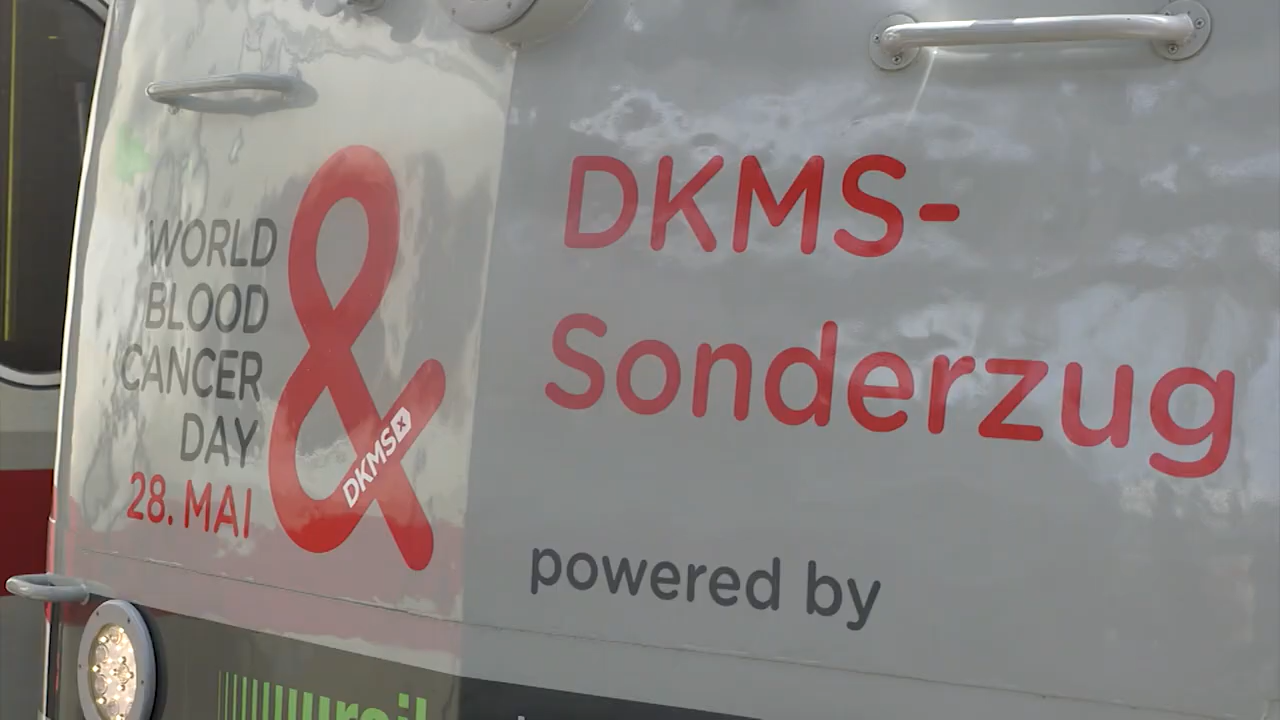 WORLD
BLOOD
CANCER
DAY
28. MAI
&
DKMS
DKMS-
Sonderzug
powered by